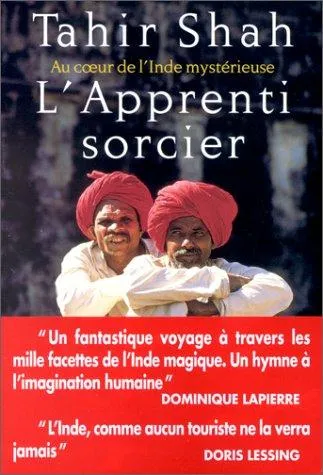 Tahir Shah
Au cœur de l'Inde mystérieuse
L'Apprenti
sorcier
"Un fantastique voyage à travers les
mille facettes de l'Inde magique. Un hymne à
l'imagination humaine"
DOMINIQUE LAPIERRE
"L'Inde, comme aucun touriste ne la verra
jamais"
DORIS LESSING